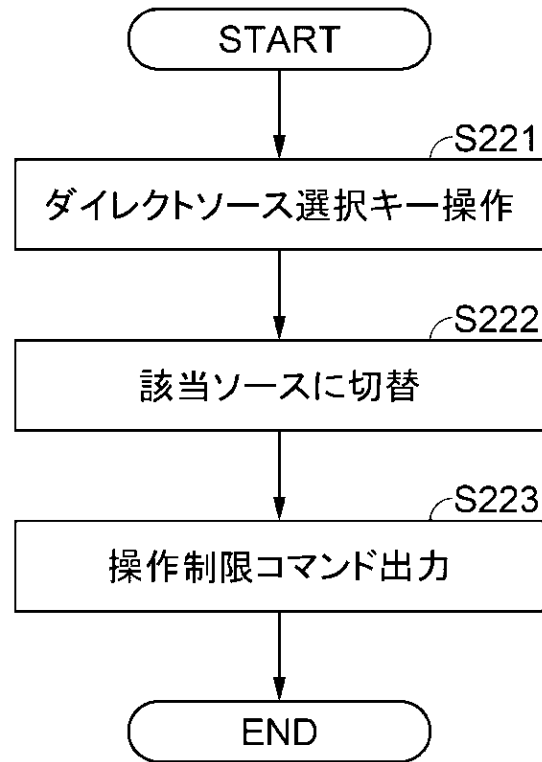 START
S221
ダイレクトソース選択キー操作
S222
該当ソースに切替
S223
操作制限コマンド出力
END